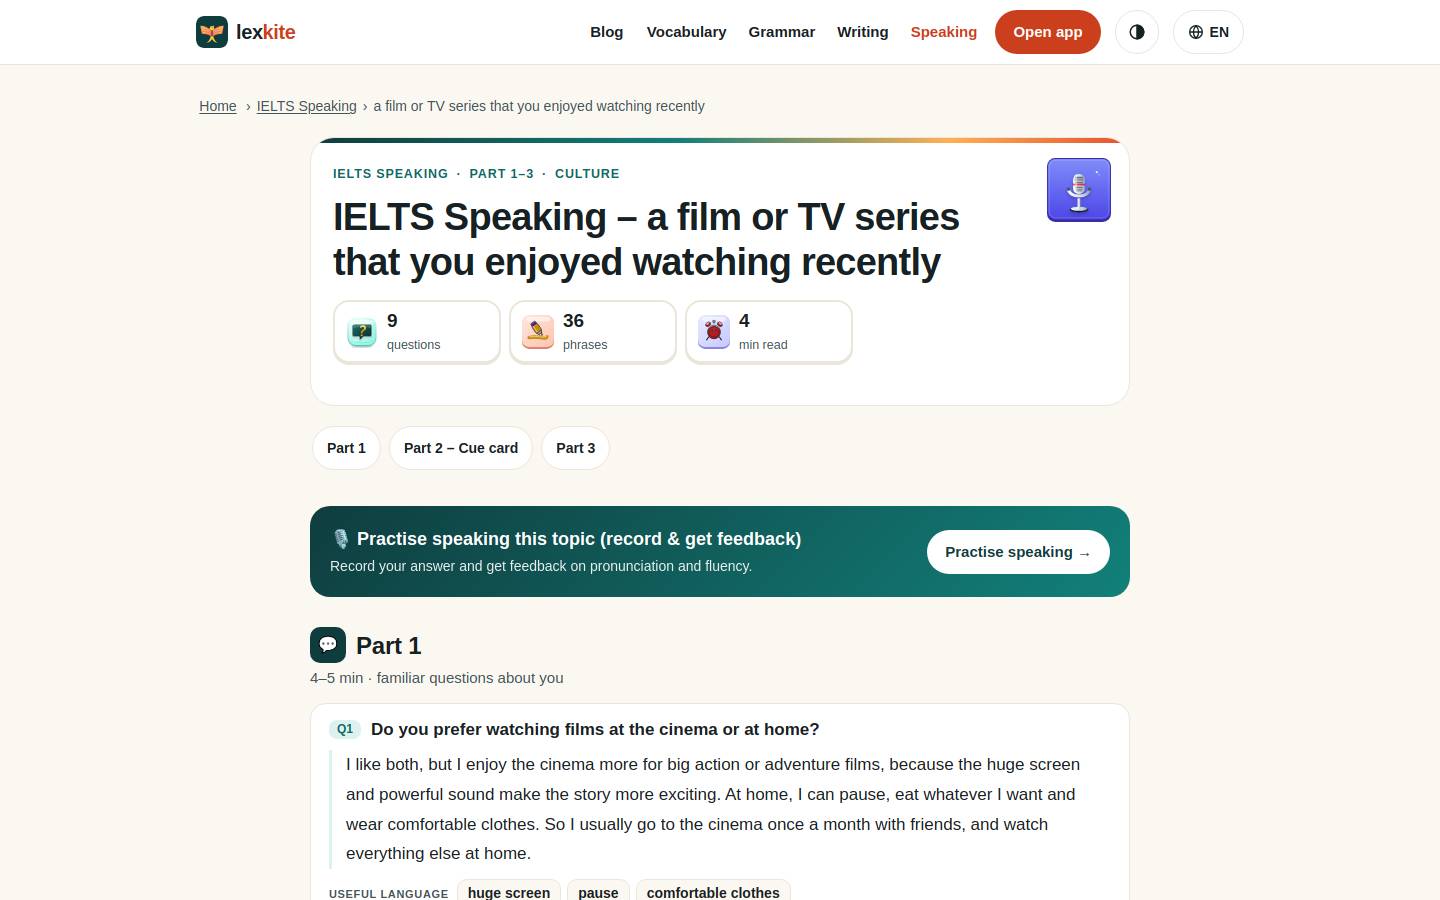 lexkite
Blog Vocabulary Grammar Writing Speaking Open app EN
Home › IELTS Speaking › a film or TV series that you enjoyed watching recently
IELTS SPEAKING · PART 1–3 · CULTURE
IELTS Speaking – a film or TV series
that you enjoyed watching recently
9
questions
36
phrases
4
min read
Part 1
Part 2 – Cue card
Part 3
Practise speaking this topic (record & get feedback)
Record your answer and get feedback on pronunciation and fluency.
Practise speaking →
Part 1
4–5 min · familiar questions about you
Q1 Do you prefer watching films at the cinema or at home?
I like both, but I enjoy the cinema more for big action or adventure films, because the huge screen
and powerful sound make the story more exciting. At home, I can pause, eat whatever I want and
wear comfortable clothes. So I usually go to the cinema once a month with friends, and watch
everything else at home.
USEFUL LANGUAGE huge screen pause comfortable clothes